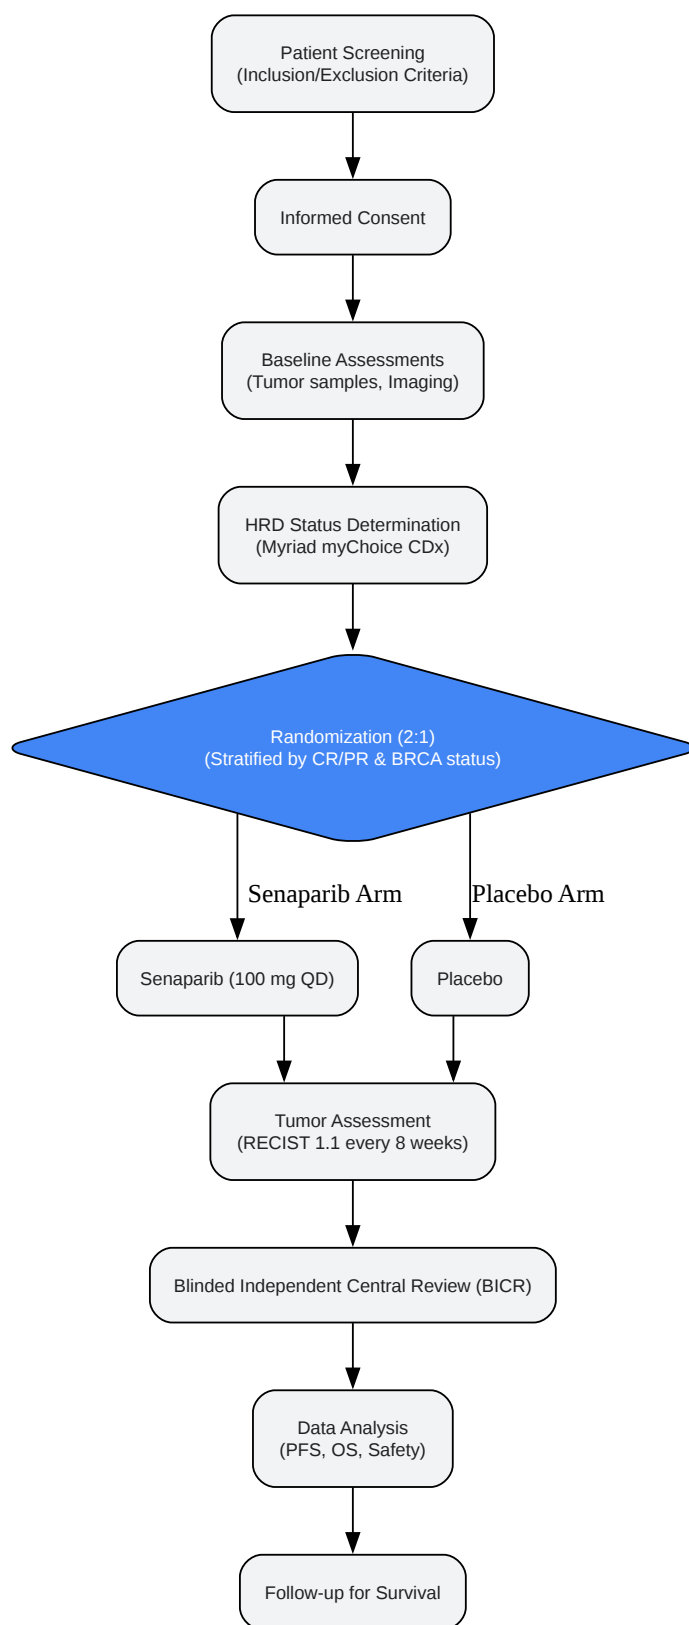 Patient Screening
(Inclusion/Exclusion Criteria)
Informed Consent
Baseline Assessments
(Tumor samples, Imaging)
HRD Status Determination
(Myriad myChoice CDx)
Randomization (2:1)
(Stratified by CR/PR & BRCA status)
Senaparib Arm
Placebo Arm
Senaparib (100 mg QD)
Placebo
Tumor Assessment
(RECIST 1.1 every 8 weeks)
Blinded Independent Central Review (BICR)
Data Analysis
(PFS, OS, Safety)
Follow-up for Survival